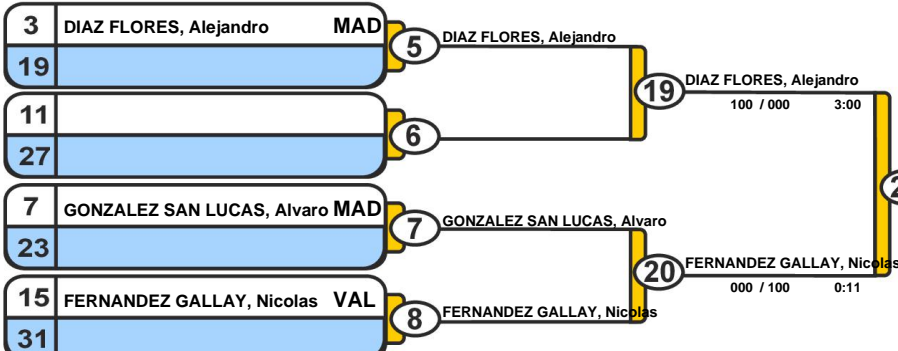 3 DIAZ FLORES, Alejandro MAD
19
5 DIAZ FLORES, Alejandro
11
27
6
19 DIAZ FLORES, Alejandro
100 / 000 3:00
7 GONZALEZ SAN LUCAS, Alvaro MAD
23
7 GONZALEZ SAN LUCAS, Alvaro
15 FERNANDEZ GALLAY, Nicolas VAL
31
8 FERNANDEZ GALLAY, Nicolas
20 FERNANDEZ GALLAY, Nicolas
000 / 100 0:11